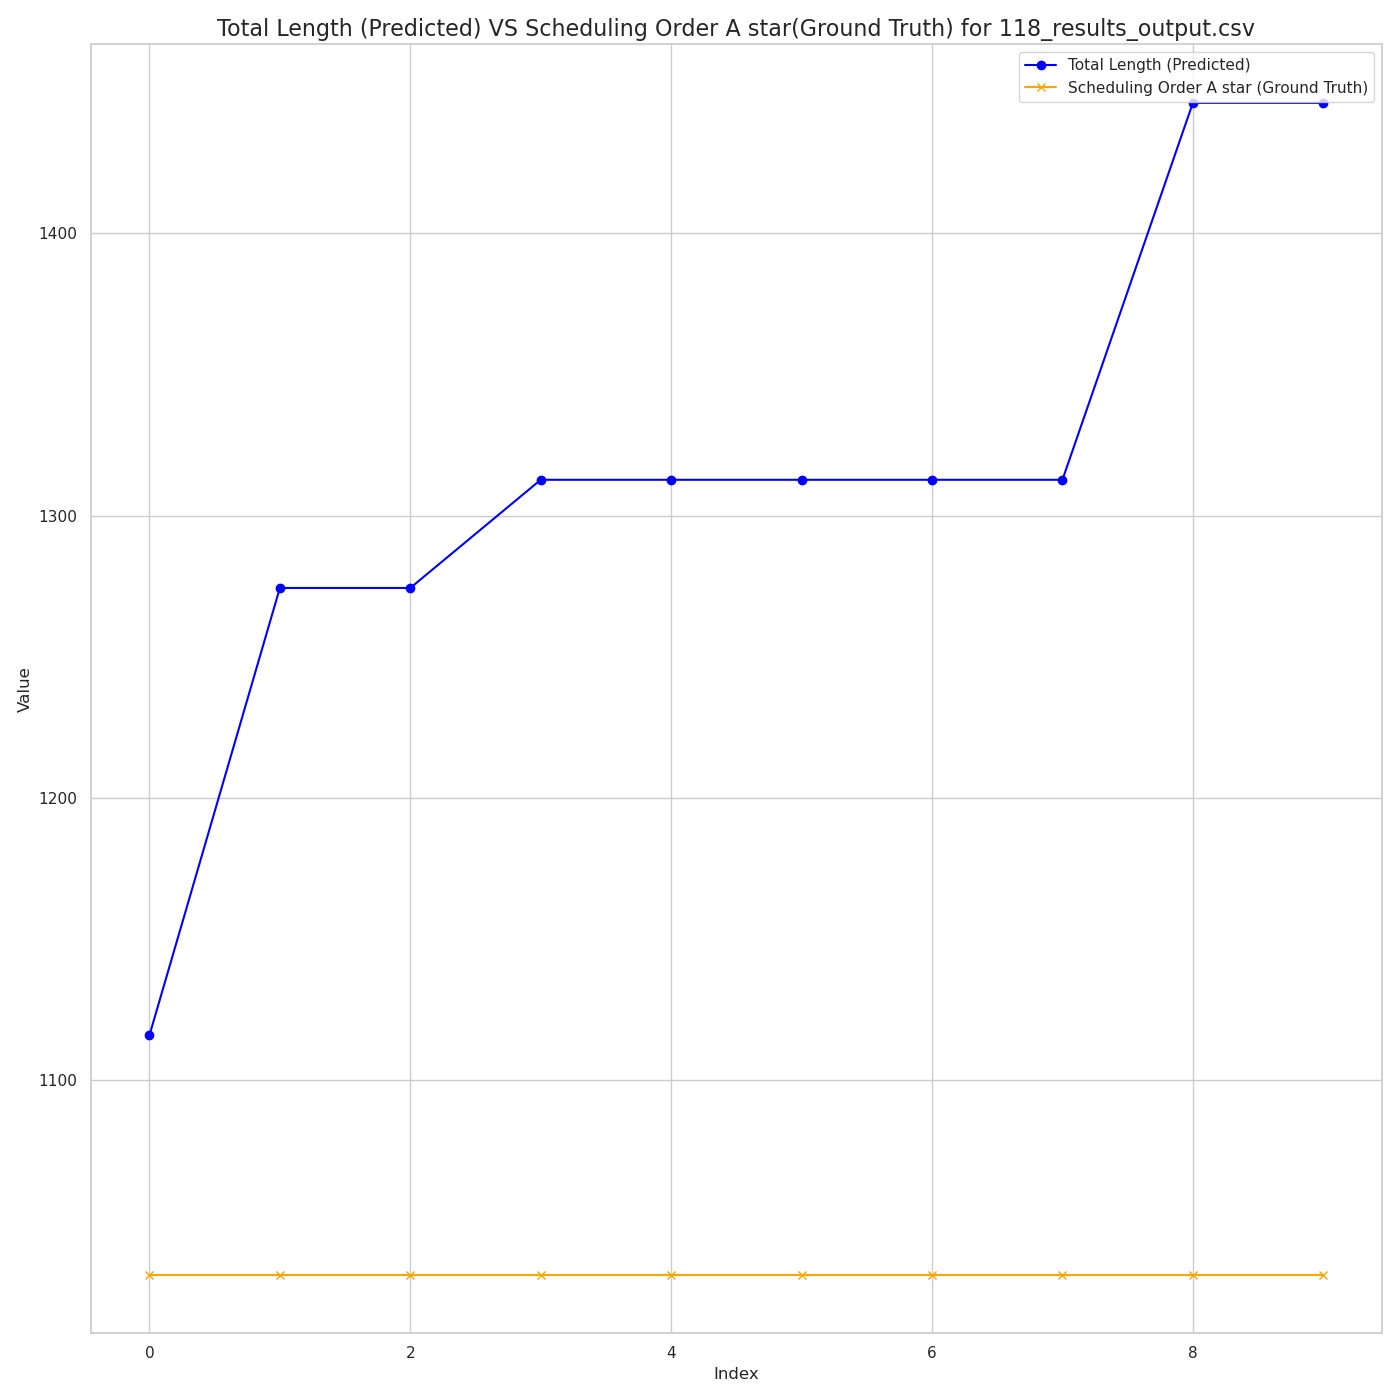 Total Length (Predicted) VS Scheduling Order A star(Ground Truth) for 118_results_output.csv
Total Length (Predicted)
Scheduling Order A star (Ground Truth)
1400
1300
1200
1100
Value
0 2 4 6 8
Index